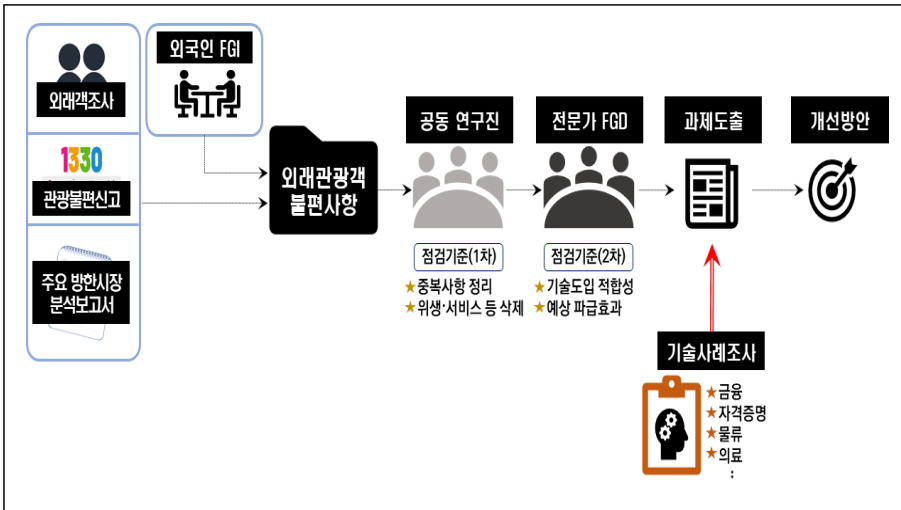 외래객조사
1330
관광불편신고
주요 방한시장
분석보고서
외국인 FGI
외래관광객
불편사항
공동 연구진
점검기준(1차)
★중복사항 정리
★위생·서비스 등 삭제
전문가 FGD
점검기준(2차)
★기술도입 적합성
★예상 파급효과
과제도출
개선방안
기술사례조사
★금융
★자격증명
★물류
★의료
: